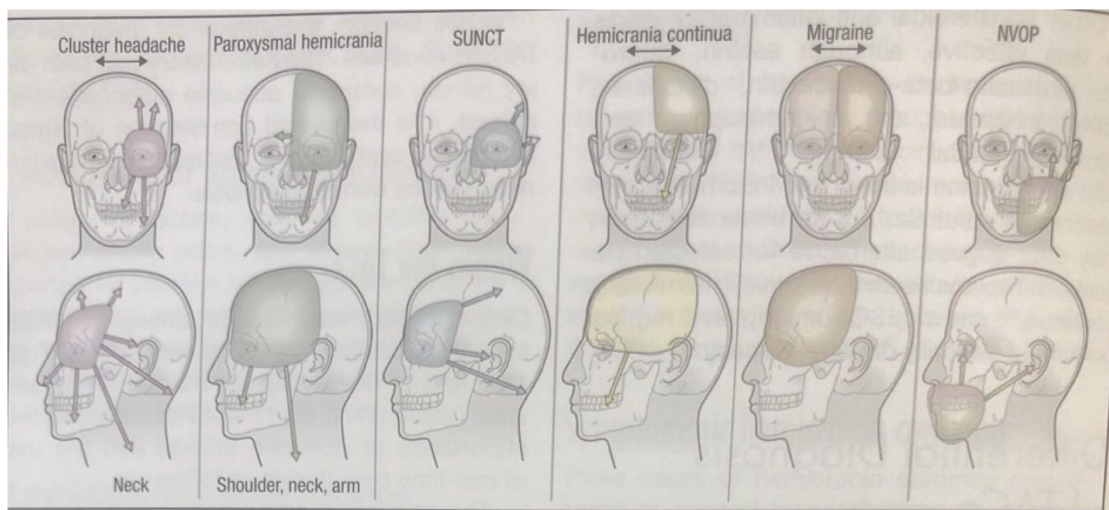 Cluster headache
Paroxysmal hemicrania
SUNCT
Hemicrania continua
Migraine
NVOP
Neck
Shoulder, neck, arm